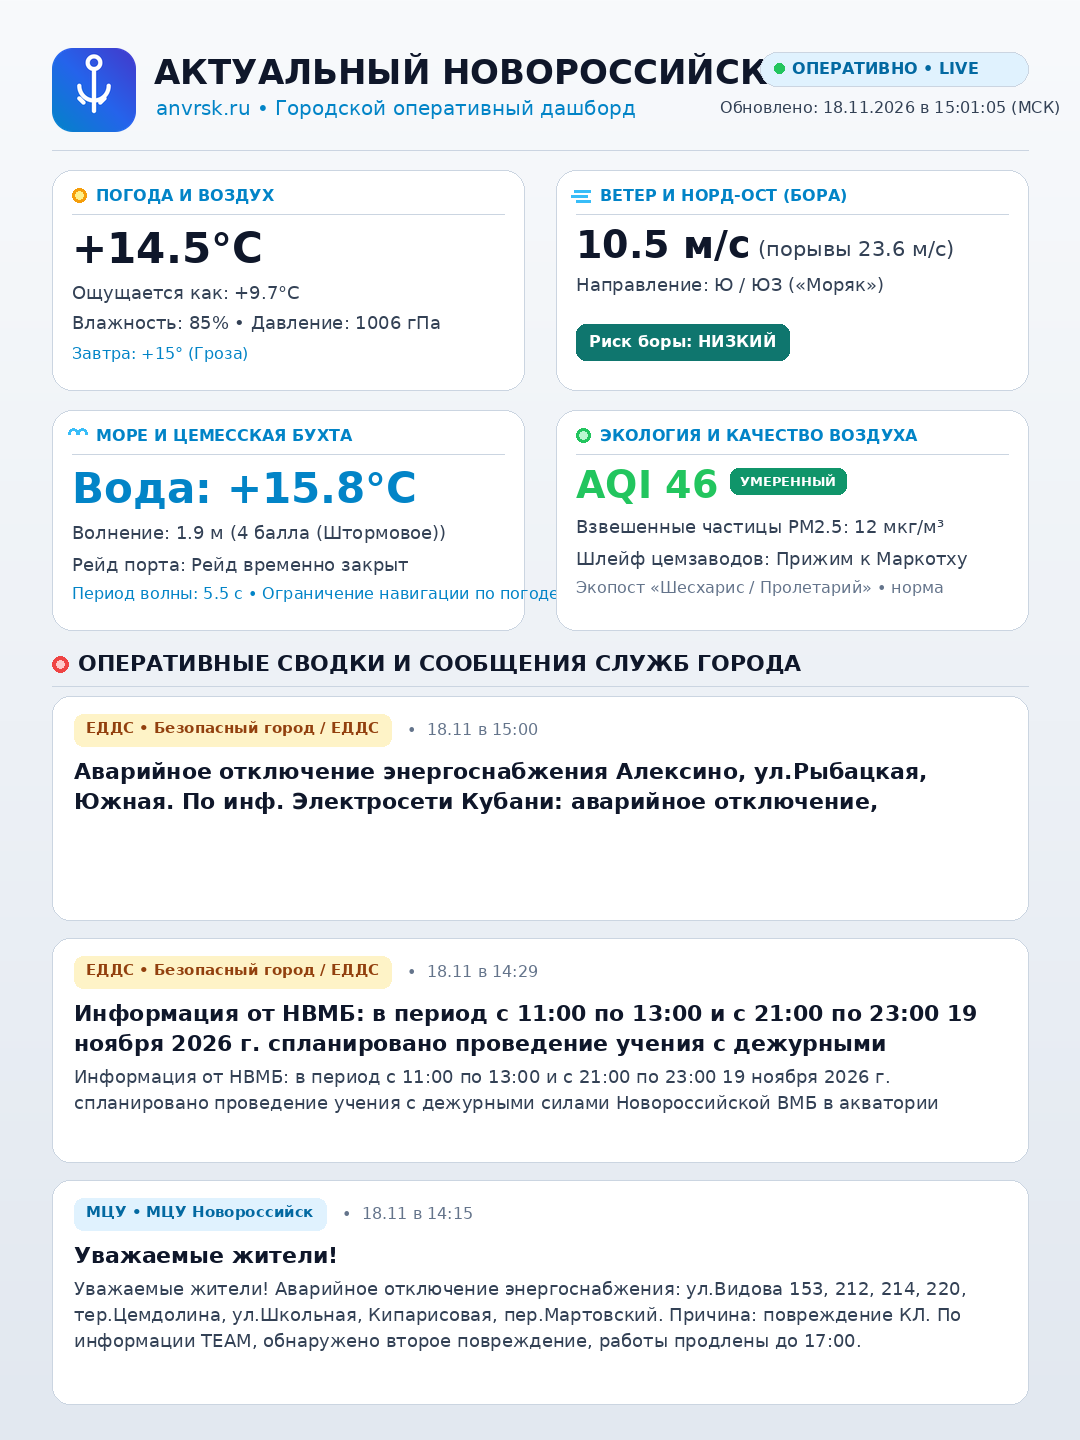 АКТУАЛЬНЫЙ НОВОРОССИЙСК
ОПЕРАТИВНО • LIVE
anvrsk.ru • Городской оперативный дашборд
Обновлено: 18.11.2026 в 15:01:05 (МСК)
ПОГОДА И ВОЗДУХ
+14.5°C
Ощущается как: +9.7°C
Влажность: 85% • Давление: 1006 гПа
Завтра: +15° (Гроза)
ВЕТЕР И НОРД-ОСТ (БОРА)
10.5 м/с (порывы 23.6 м/с)
Направление: Ю / ЮЗ («Моряк»)
Риск боры: НИЗКИЙ
МОРЕ И ЦЕМЕССКАЯ БУХТА
Вода: +15.8°C
Волнение: 1.9 м (4 балла (Штормовое))
Рейд порта: Рейд временно закрыт
Период волны: 5.5 с • Ограничение навигации по погоде
ЭКОЛОГИЯ И КАЧЕСТВО ВОЗДУХА
AQI 46 УМЕРЕННЫЙ
Взвешенные частицы PM2.5: 12 мкг/м³
Шлейф цемзаводов: Прижим к Маркотху
Экопост «Шесхарис / Пролетарий» • норма
ОПЕРАТИВНЫЕ СВОДКИ И СООБЩЕНИЯ СЛУЖБ ГОРОДА
ЕДДС • Безопасный город / ЕДДС • 18.11 в 15:00
Аварийное отключение энергоснабжения Алексино, ул.Рыбацкая,
Южная. По инф. Электросети Кубани: аварийное отключение,
ЕДДС • Безопасный город / ЕДДС • 18.11 в 14:29
Информация от НВМБ: в период с 11:00 по 13:00 и с 21:00 по 23:00 19
ноября 2026 г. спланировано проведение учения с дежурными
Информация от НВМБ: в период с 11:00 по 13:00 и с 21:00 по 23:00 19 ноября 2026 г.
спланировано проведение учения с дежурными силами Новороссийской ВМБ в акватории
МЦУ • МЦУ Новороссийск • 18.11 в 14:15
Уважаемые жители!
Уважаемые жители! Аварийное отключение энергоснабжения: ул.Видова 153, 212, 214, 220,
тер.Цемдолина, ул.Школьная, Кипарисовая, пер.Мартовский. Причина: повреждение КЛ. По
информации ТЕАМ, обнаружено второе повреждение, работы продлены до 17:00.